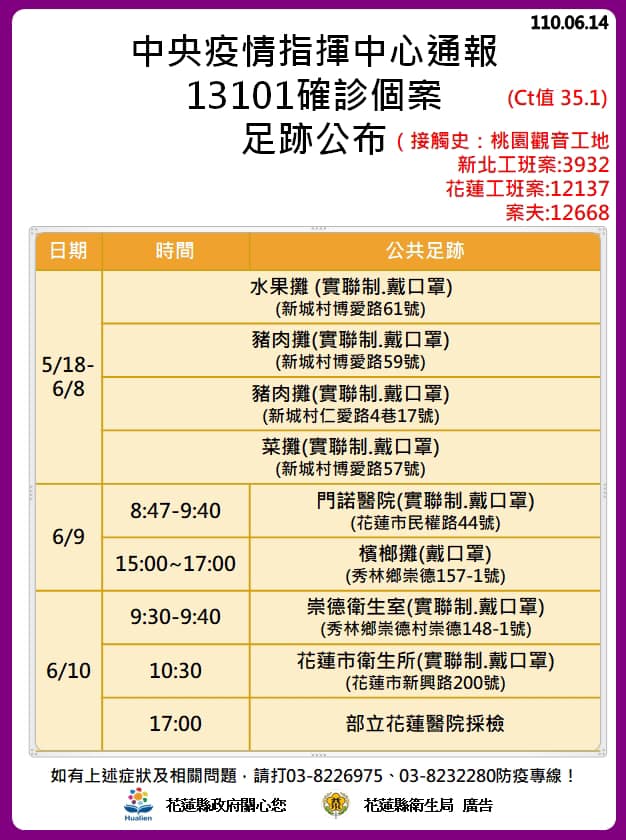 110.06.14
中央疫情指揮中心通報
13101確診個案
(Ct值 35.1)
足跡公布
(接觸史：桃園觀音工地
新北工班案:3932
花蓮工班案:12137
案夫:12668
日期 時間 公共足跡
5/18-
6/8
水果攤 (實聯制.戴口罩)
(新城村博愛路61號)
豬肉攤(實聯制.戴口罩)
(新城村博愛路59號)
豬肉攤(實聯制.戴口罩)
(新城村仁愛路4巷17號)
菜攤(實聯制.戴口罩)
(新城村博愛路57號)
6/9
8:47-9:40
門諾醫院(實聯制.戴口罩)
(花蓮市民權路44號)
15:00~17:00
檳榔攤(戴口罩)
(秀林鄉崇德157-1號)
6/10
9:30-9:40
崇德衛生室(實聯制.戴口罩)
(秀林鄉崇德村崇德148-1號)
10:30
花蓮市衛生所(實聯制.戴口罩)
(花蓮市新興路200號)
17:00
部立花蓮醫院採檢
如有上述症狀及相關問題，請打03-8226975、03-8232280防疫專線！
Hualien
花蓮縣政府關心您
花蓮縣衛生局 廣告